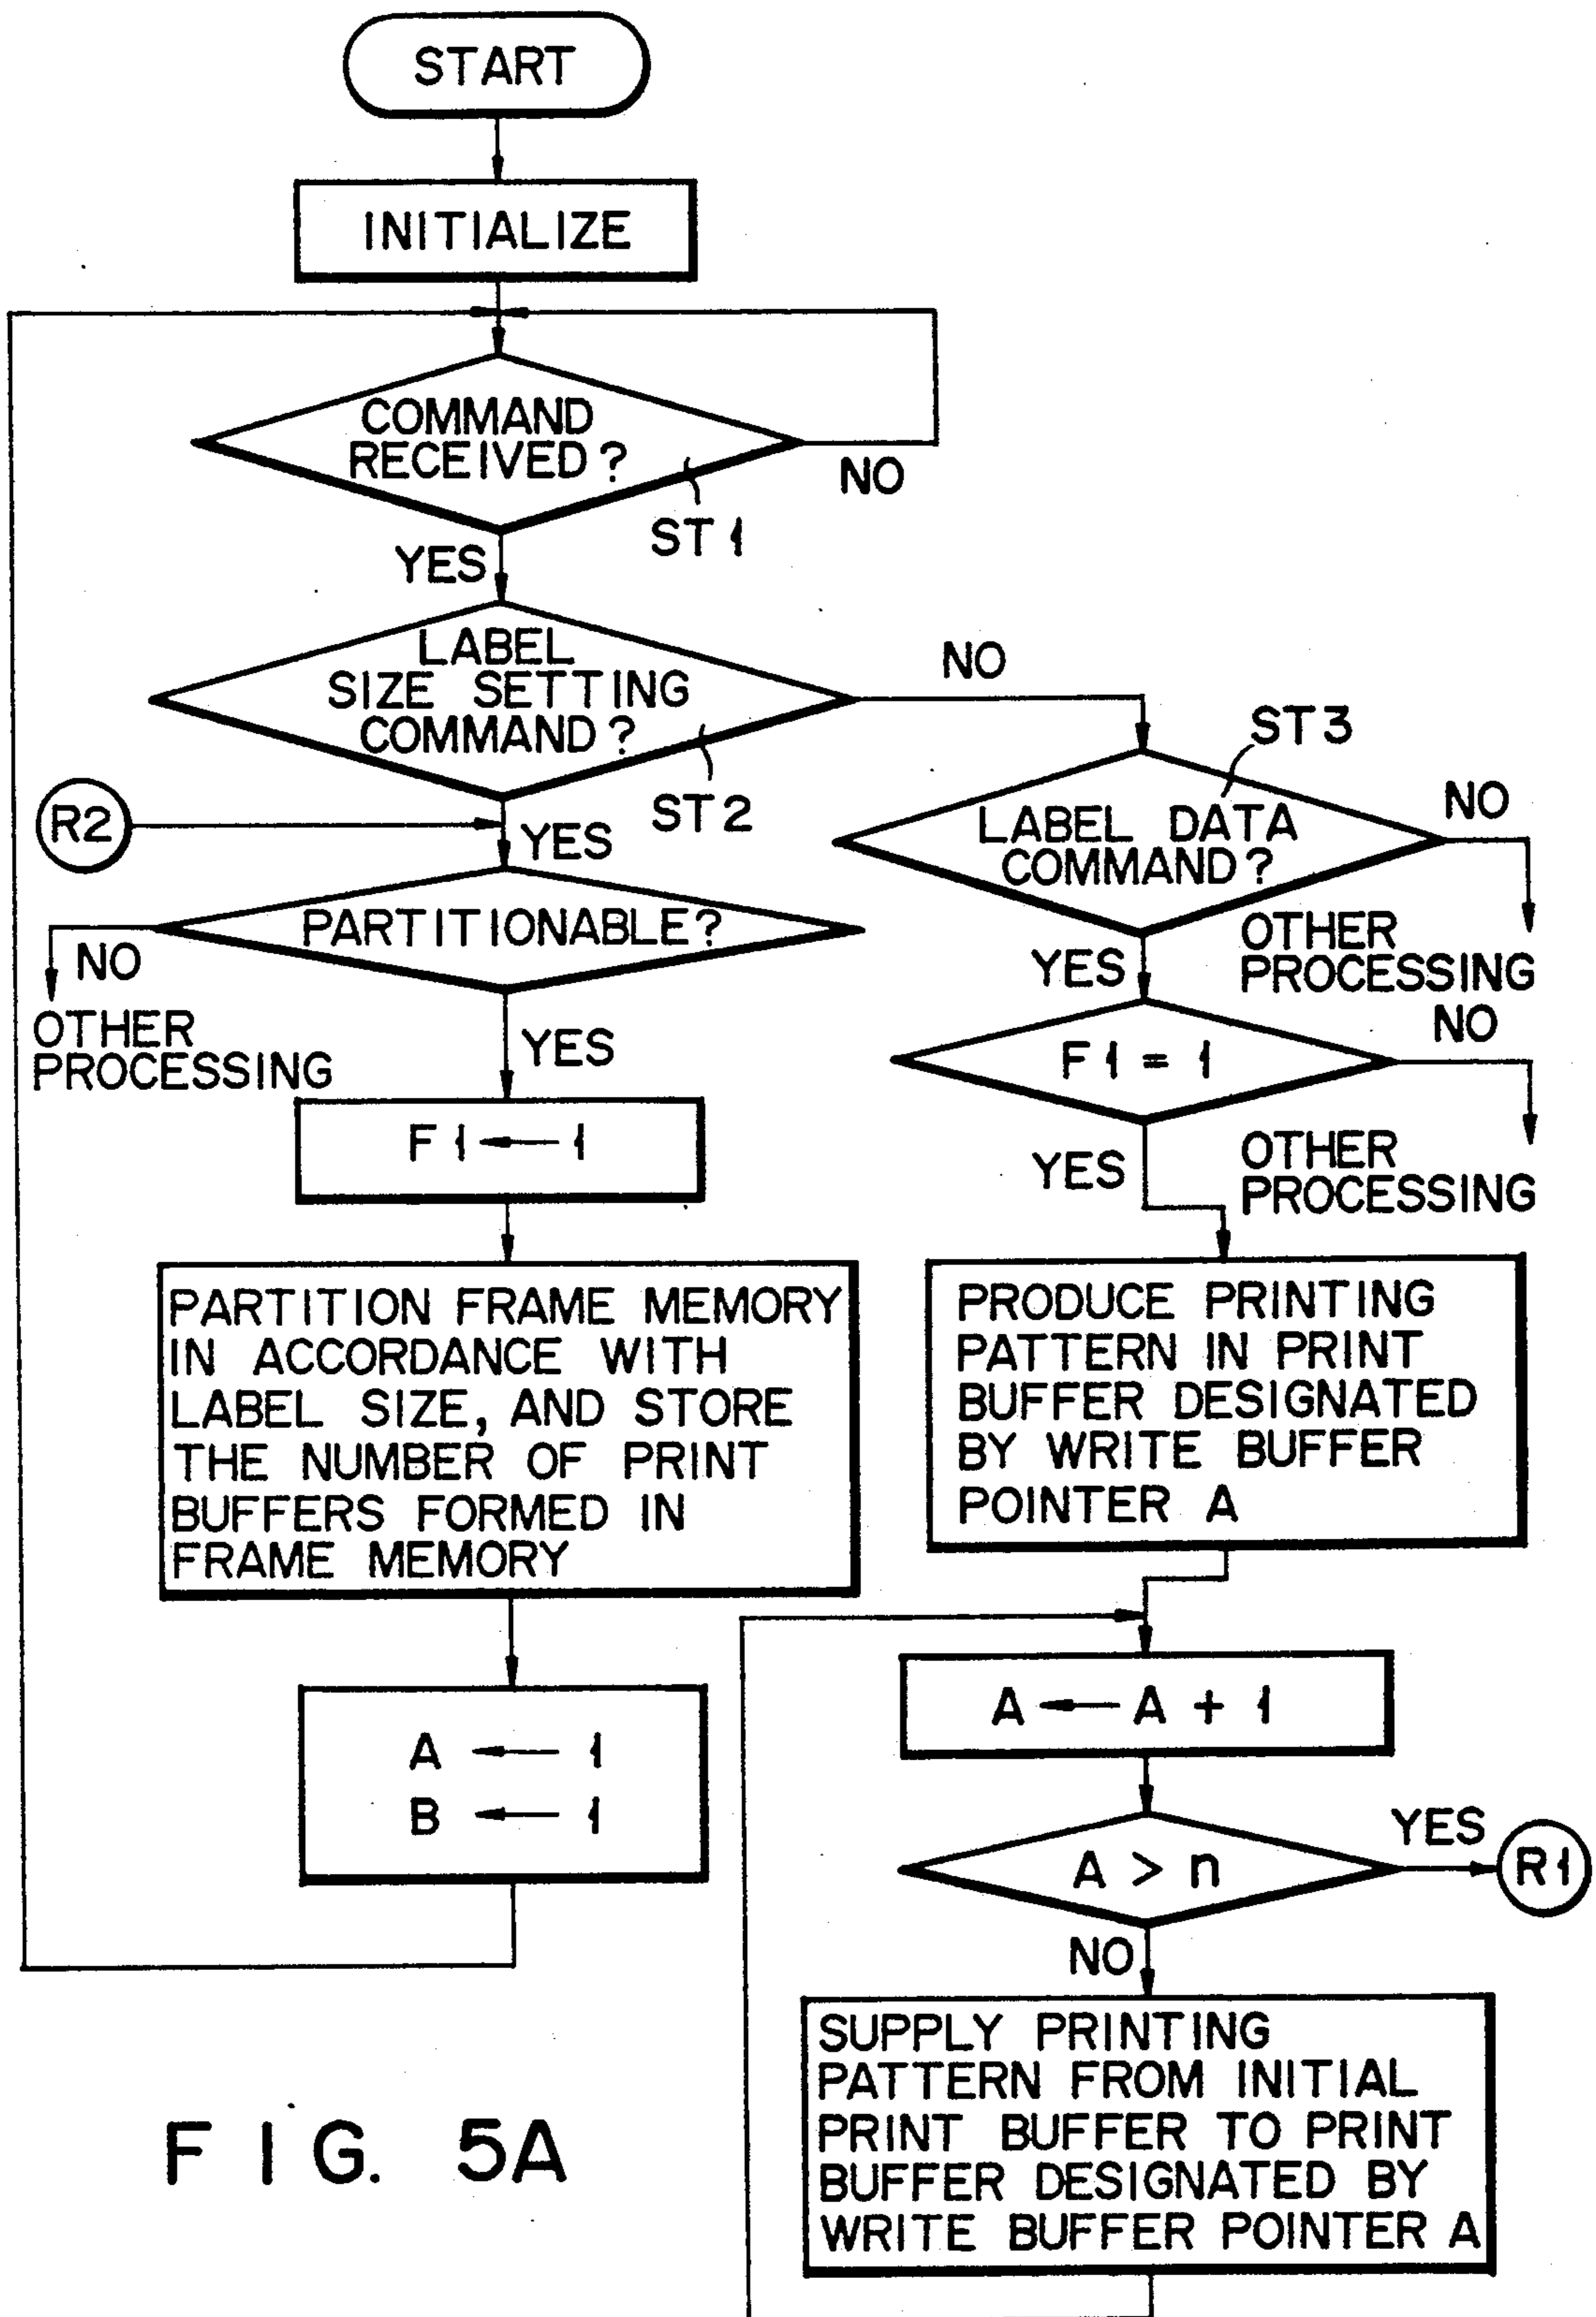 START
INITIALIZE
COMMAND
RECEIVED?
NO
ST1
YES
LABEL
SIZE SETTING
COMMAND?
NO
ST2
R2
YES
ST3
LABEL DATA
COMMAND?
NO
OTHER
PROCESSING
YES
PARTITIONABLE?
NO
OTHER
PROCESSING
YES
F1 = 1
NO
OTHER
PROCESSING
YES
F1 ← 1
PARTITION FRAME MEMORY
IN ACCORDANCE WITH
LABEL SIZE, AND STORE
THE NUMBER OF PRINT
BUFFERS FORMED IN
FRAME MEMORY
A ← 1
B ← 1
PRODUCE PRINTING
PATTERN IN PRINT
BUFFER DESIGNATED
BY WRITE BUFFER
POINTER A
A ← A + 1
A > n
YES
R1
NO
SUPPLY PRINTING
PATTERN FROM INITIAL
PRINT BUFFER TO PRINT
BUFFER DESIGNATED BY
WRITE BUFFER POINTER A
FIG. 5A